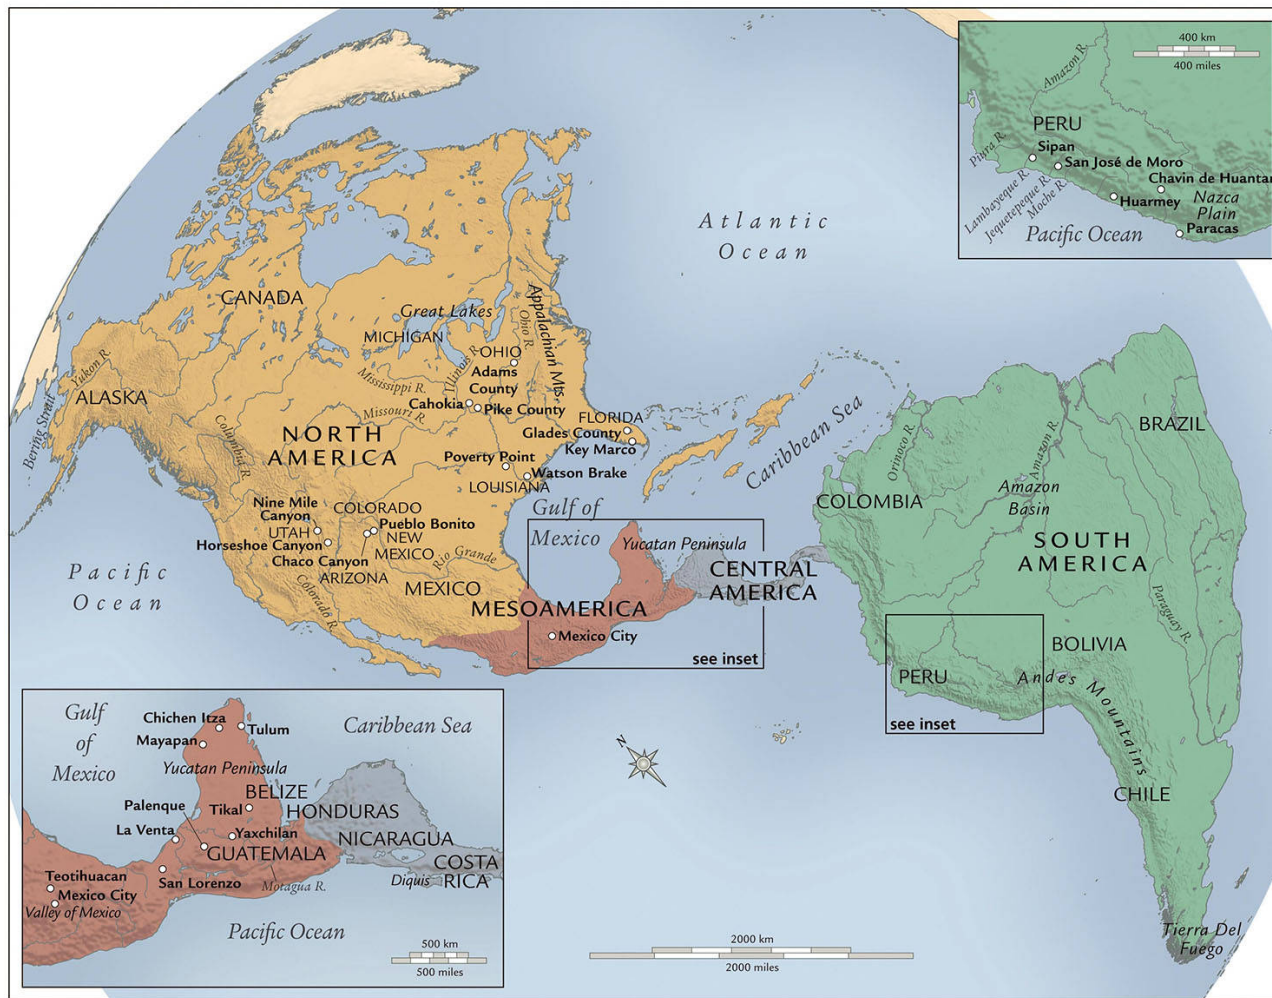 400 km
400 miles
Amazon R.
PERU
Piura R.
Sipan
San José de Moro
Chavin de Huantar
Lambayeque R.
Jequetepeque R.
Moche R.
Huarmey
Nazca
Plain
Paracas
Pacific Ocean
Atlantic
Ocean
CANADA
Great Lakes
MICHIGAN
Appalachian Mts.
Ohio R.
OHIO
Illinois R.
Adams
County
Yukon R.
ALASKA
Bering Strait
Mississippi R.
Missouri R.
Cahokia
Pike County
FLORIDA
Glades County
Key Marco
Columbia R.
NORTH
AMERICA
Poverty Point
Watson Brake
LOUISIANA
Caribbean Sea
Nine Mile
Canyon
UTAH
COLORADO
Pueblo Bonito
NEW
MEXICO
Horseshoe Canyon
Chaco Canyon
ARIZONA
Rio Grande
Colorado R.
MEXICO
Gulf of
Mexico
Yucatan Peninsula
CENTRAL
AMERICA
MESOAMERICA
Mexico City
see inset
Pacific
Ocean
Orinoco R.
COLOMBIA
Amazon R.
Amazon
Basin
BRAZIL
SOUTH
AMERICA
Paraguay R.
BOLIVIA
PERU
Andes Mountains
see inset
CHILE
Tierra Del
Fuego
N
2000 km
2000 miles
Gulf
of
Mexico
Chichen Itza
Tulum
Mayapan
Caribbean Sea
Yucatan Peninsula
BELIZE
Palenque
Tikal
HONDURAS
La Venta
Yaxchilan
NICARAGUA
GUATEMALA
COSTA
RICA
Teotihuacan
San Lorenzo
Motagua R.
Diquis
Mexico City
Valley of Mexico
Pacific Ocean
500 km
500 miles